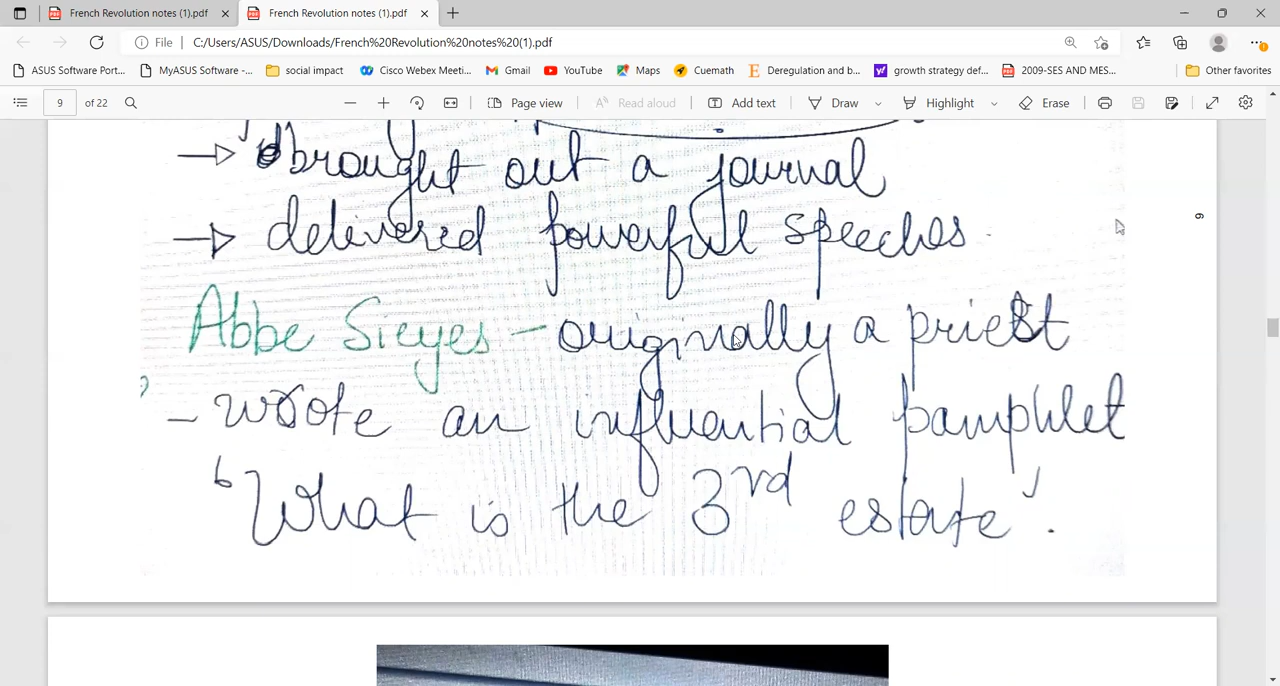 French Revolution notes (1).pdf
French Revolution notes (1).pdf
File C:/Users/ASUS/Downloads/French%20Revolution%20notes%20(1).pdf
ASUS Software Port... MyASUS Software -... social impact Cisco Webex Meeti... Gmail YouTube Maps Cuemath Deregulation and b... growth strategy def... 2009-SES AND MES... Other favorites
9 of 22 Page view Read aloud Add text Draw Highlight Erase
→ brought out a journal
→ delivered powerful speeches.
9
Abbe Sieyes - originally a priest
- wrote an influential pamphlet
'What is the 3rd estate'.